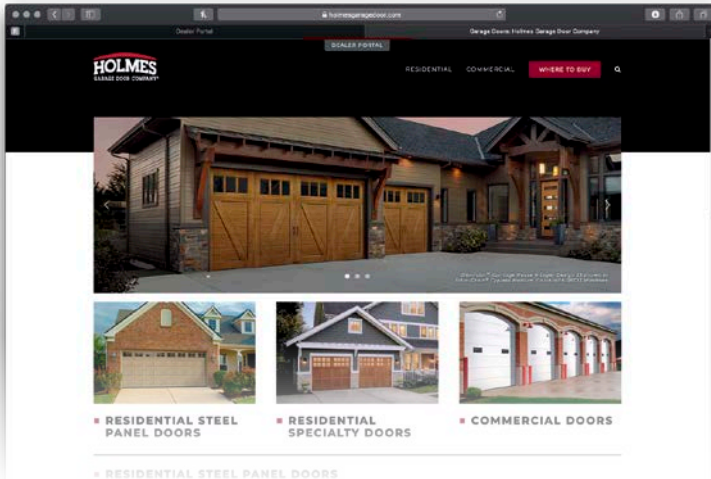 holmesgaragedoor.com
Dealer Portal
Garage Doors: Holmes Garage Door Company
DEALER PORTAL
HOLMES
GARAGE DOOR COMPANY®
RESIDENTIAL
COMMERCIAL
WHERE TO BUY
RESIDENTIAL STEEL
PANEL DOORS
RESIDENTIAL
SPECIALTY DOORS
COMMERCIAL DOORS
RESIDENTIAL STEEL PANEL DOORS